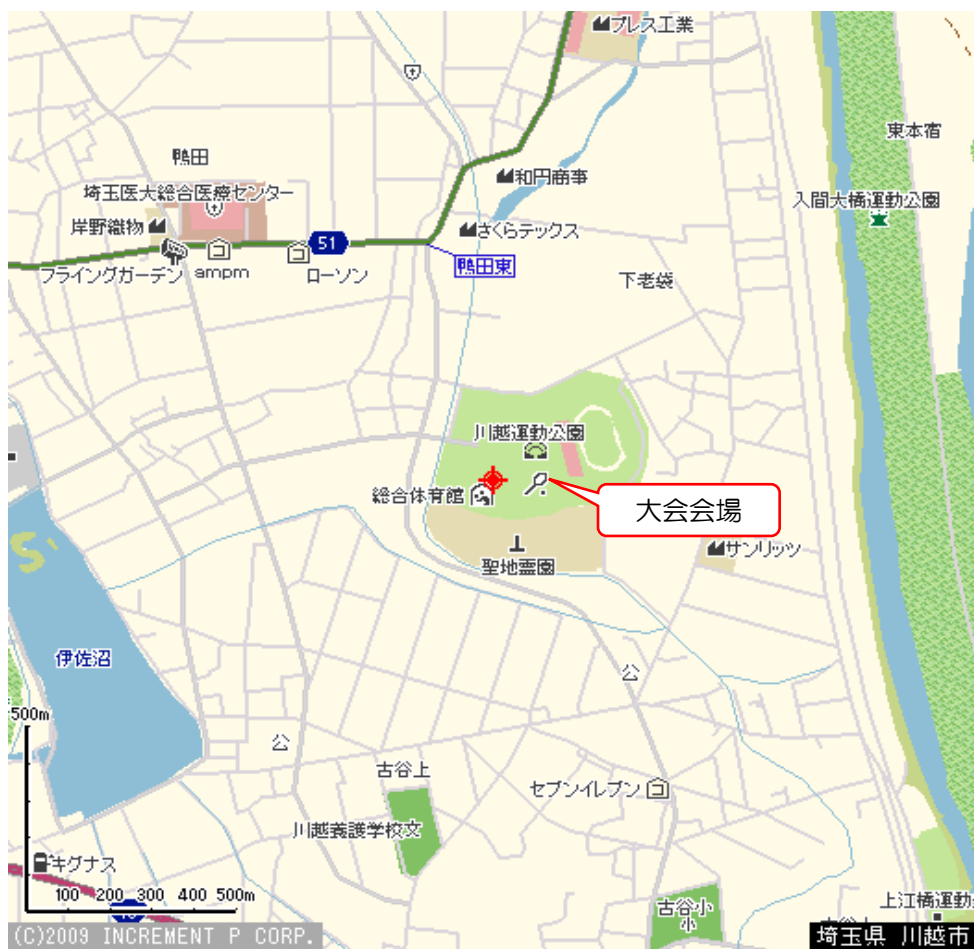 プレス工業
東本宿
鴨田
和円商事
埼玉医大総合医療センター
入間大橋運動公園
岸野織物
さくらテックス
51
フライングガーデン
ampm
ローソン
鴨田東
下老袋
川越運動公園
総合体育館
大会会場
サンリッツ
聖地霊園
伊佐沼
公
500m
公
古谷上
セブンイレブン
川越養護学校文
キグナス
100 200 300 400 500m
古谷小
小
上江橋運動
(C)2009 INCREMENT P CORP.
埼玉県 川越市